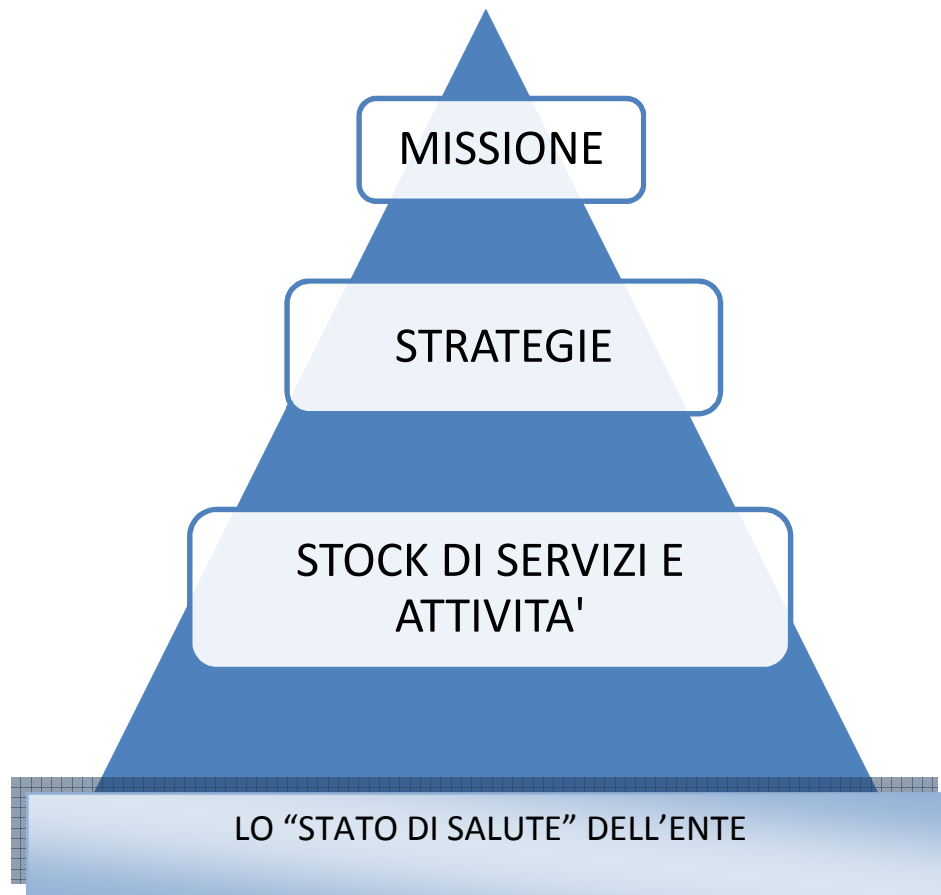 MISSIONE
STRATEGIE
STOCK DI SERVIZI E
ATTIVITA'
LO “STATO DI SALUTE” DELL’ENTE